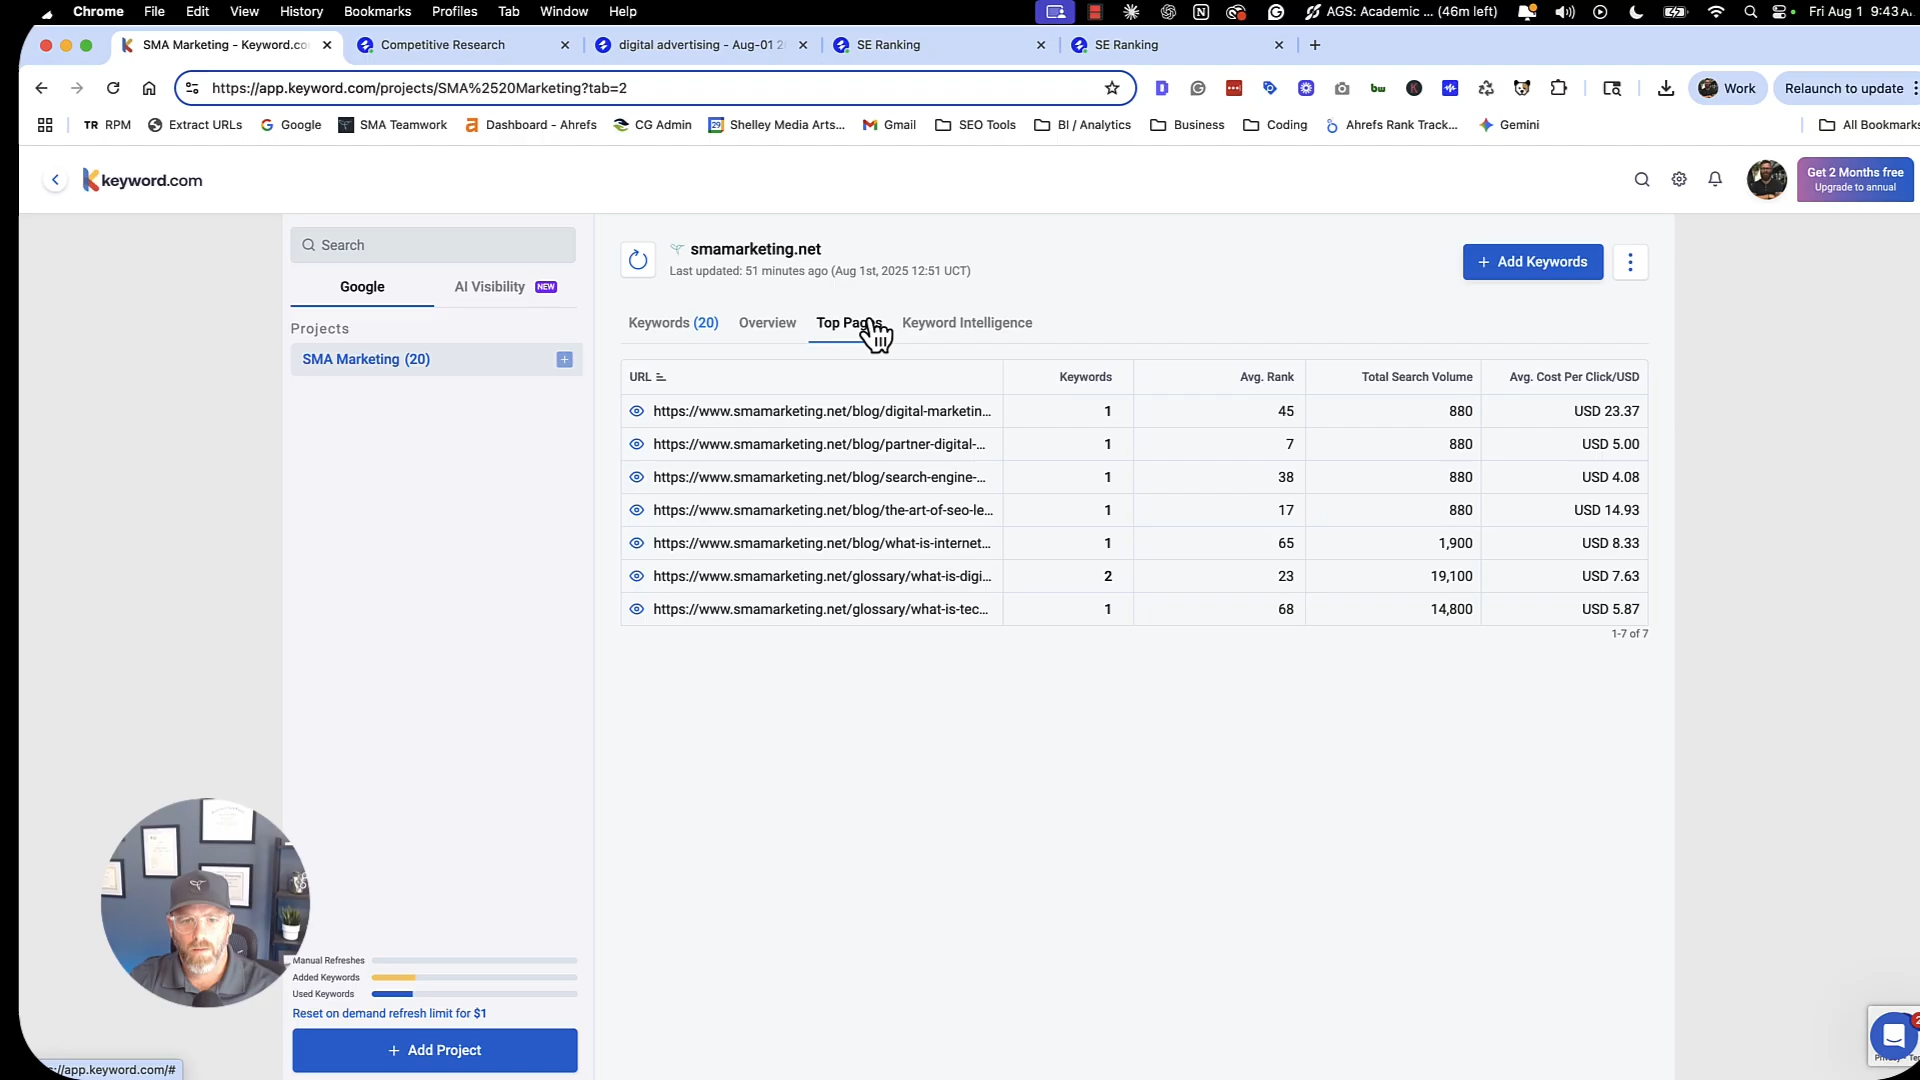 Chrome File Edit View History Bookmarks Profiles Tab Window Help AGS: Academic ... (46m left) Fri Aug 1 9:43 A
SMA Marketing - Keyword.co Competitive Research digital advertising - Aug-01 2 SE Ranking SE Ranking
https://app.keyword.com/projects/SMA%2520Marketing?tab=2 Work Relaunch to update
RPM Extract URLs Google SMA Teamwork Dashboard - Ahrefs CG Admin Shelley Media Arts... Gmail SEO Tools BI / Analytics Business Coding Ahrefs Rank Track... Gemini All Bookmarks
keyword.com
Get 2 Months free
Upgrade to annual
Search
Google AI Visibility NEW
Projects
SMA Marketing (20)
smamarketing.net
Last updated: 51 minutes ago (Aug 1st, 2025 12:51 UCT)
+ Add Keywords
Keywords (20) Overview Top Pages Keyword Intelligence
URL Keywords Avg. Rank Total Search Volume Avg. Cost Per Click/USD
https://www.smamarketing.net/blog/digital-marketin... 1 45 880 USD 23.37
https://www.smamarketing.net/blog/partner-digital-... 1 7 880 USD 5.00
https://www.smamarketing.net/blog/search-engine-... 1 38 880 USD 4.08
https://www.smamarketing.net/blog/the-art-of-seo-le... 1 17 880 USD 14.93
https://www.smamarketing.net/blog/what-is-internet... 1 65 1,900 USD 8.33
https://www.smamarketing.net/glossary/what-is-digi... 2 23 19,100 USD 7.63
https://www.smamarketing.net/glossary/what-is-tec... 1 68 14,800 USD 5.87
1-7 of 7
Manual Refreshes
Added Keywords
Used Keywords
Reset on demand refresh limit for $1
+ Add Project
://app.keyword.com/#